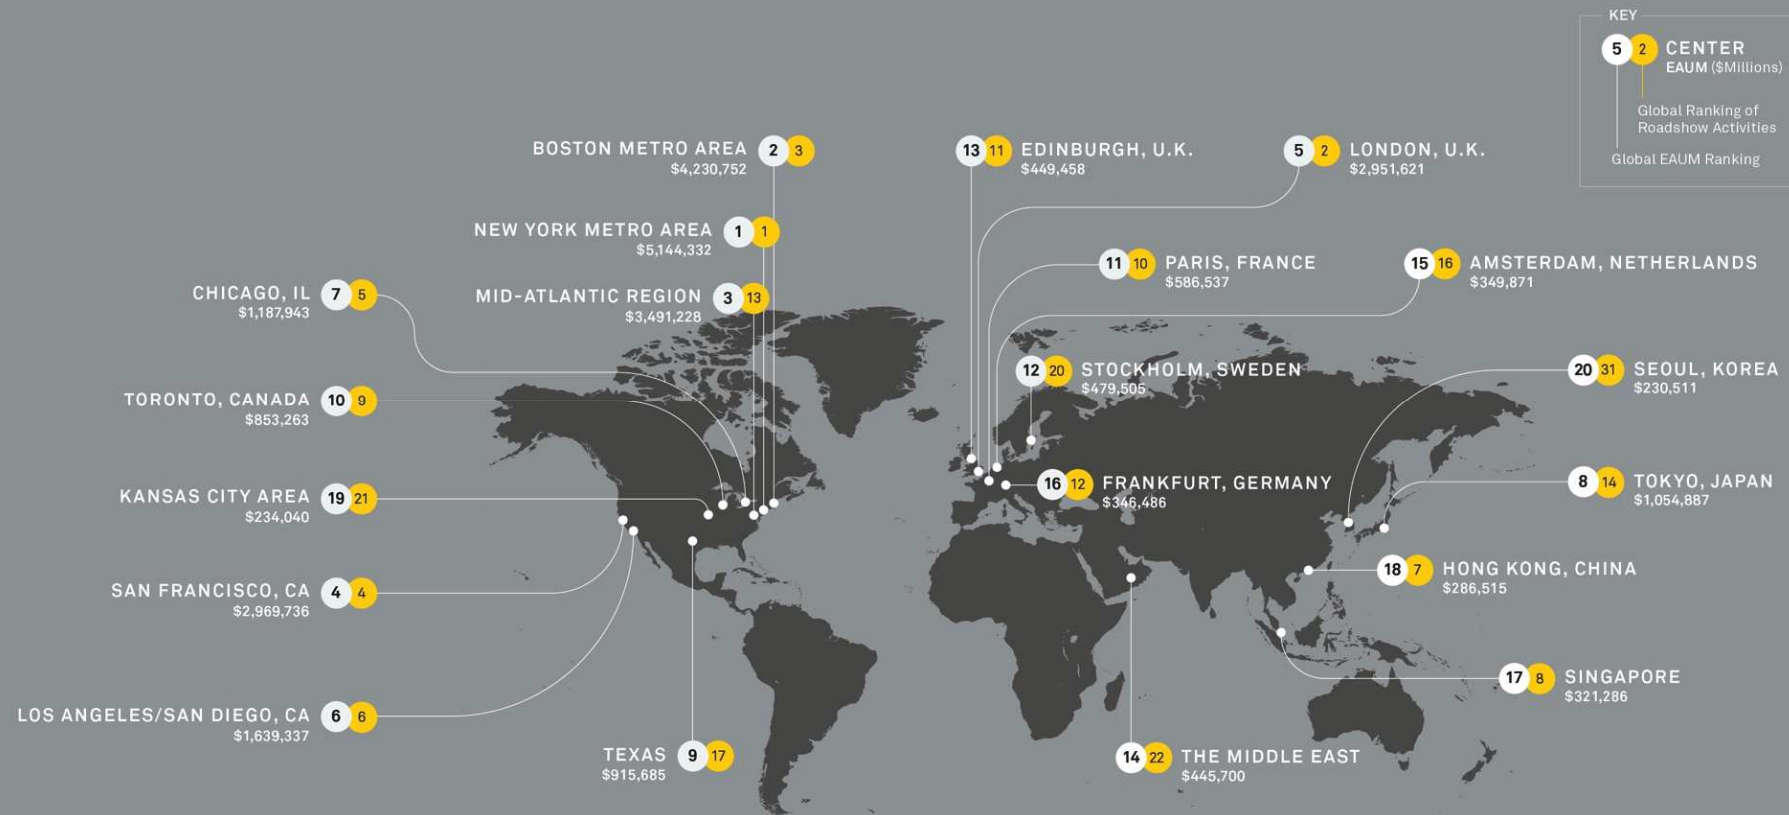 KEY
5 2 CENTER
EAUM ($Millions)
Global Ranking of
Roadshow Activities
Global EAUM Ranking
BOSTON METRO AREA 2 3
$4,230,752
NEW YORK METRO AREA 1 1
$5,144,332
MID-ATLANTIC REGION 3 13
$3,491,228
CHICAGO, IL 7 5
$1,187,943
TORONTO, CANADA 10 9
$853,263
KANSAS CITY AREA 19 21
$234,040
SAN FRANCISCO, CA 4 4
$2,969,736
LOS ANGELES/SAN DIEGO, CA 6 6
$1,639,337
TEXAS 9 17
$915,685
13 11 EDINBURGH, U.K.
$449,458
5 2 LONDON, U.K.
$2,951,621
11 10 PARIS, FRANCE
$586,537
15 16 AMSTERDAM, NETHERLANDS
$349,871
12 20 STOCKHOLM, SWEDEN
$479,505
16 12 FRANKFURT, GERMANY
$346,486
20 31 SEOUL, KOREA
$230,511
8 14 TOKYO, JAPAN
$1,054,887
18 7 HONG KONG, CHINA
$286,515
17 8 SINGAPORE
$321,286
14 22 THE MIDDLE EAST
$445,700